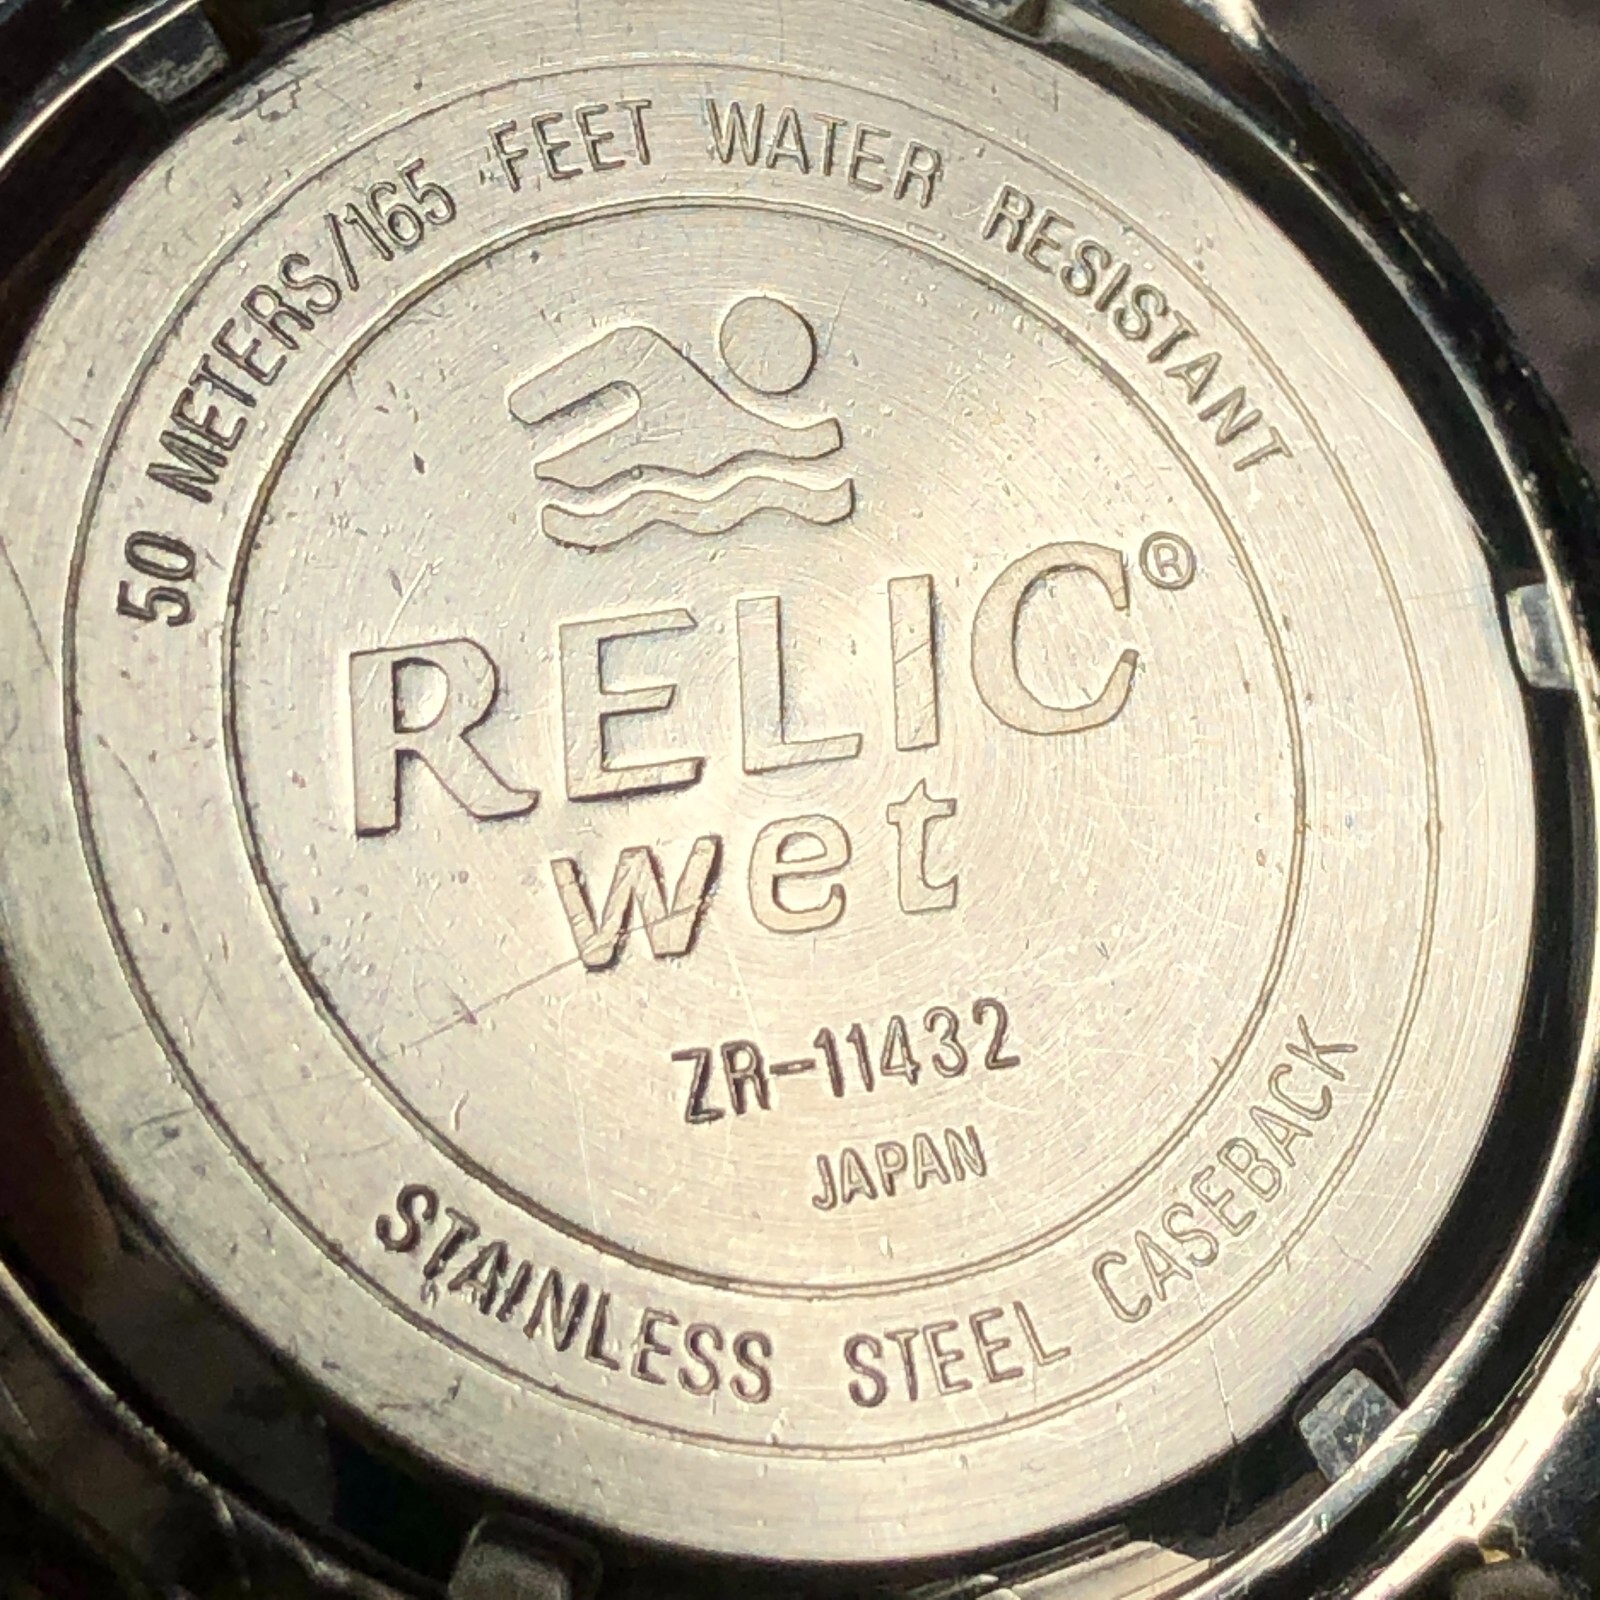 50 METERS/165 FEET WATER RESISTANT
RELIC®
wet
ZR-11432
JAPAN
STAINLESS STEEL CASEBACK